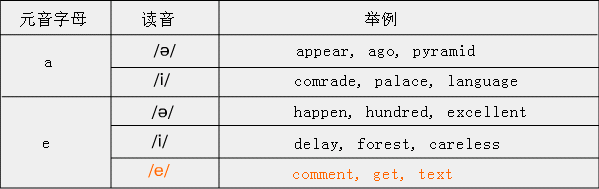 元音字母 读音 举例
a /ə/ appear, ago, pyramid
/i/ comrade, palace, language
e /ə/ happen, hundred, excellent
/i/ delay, forest, careless
/e/ comment, get, text